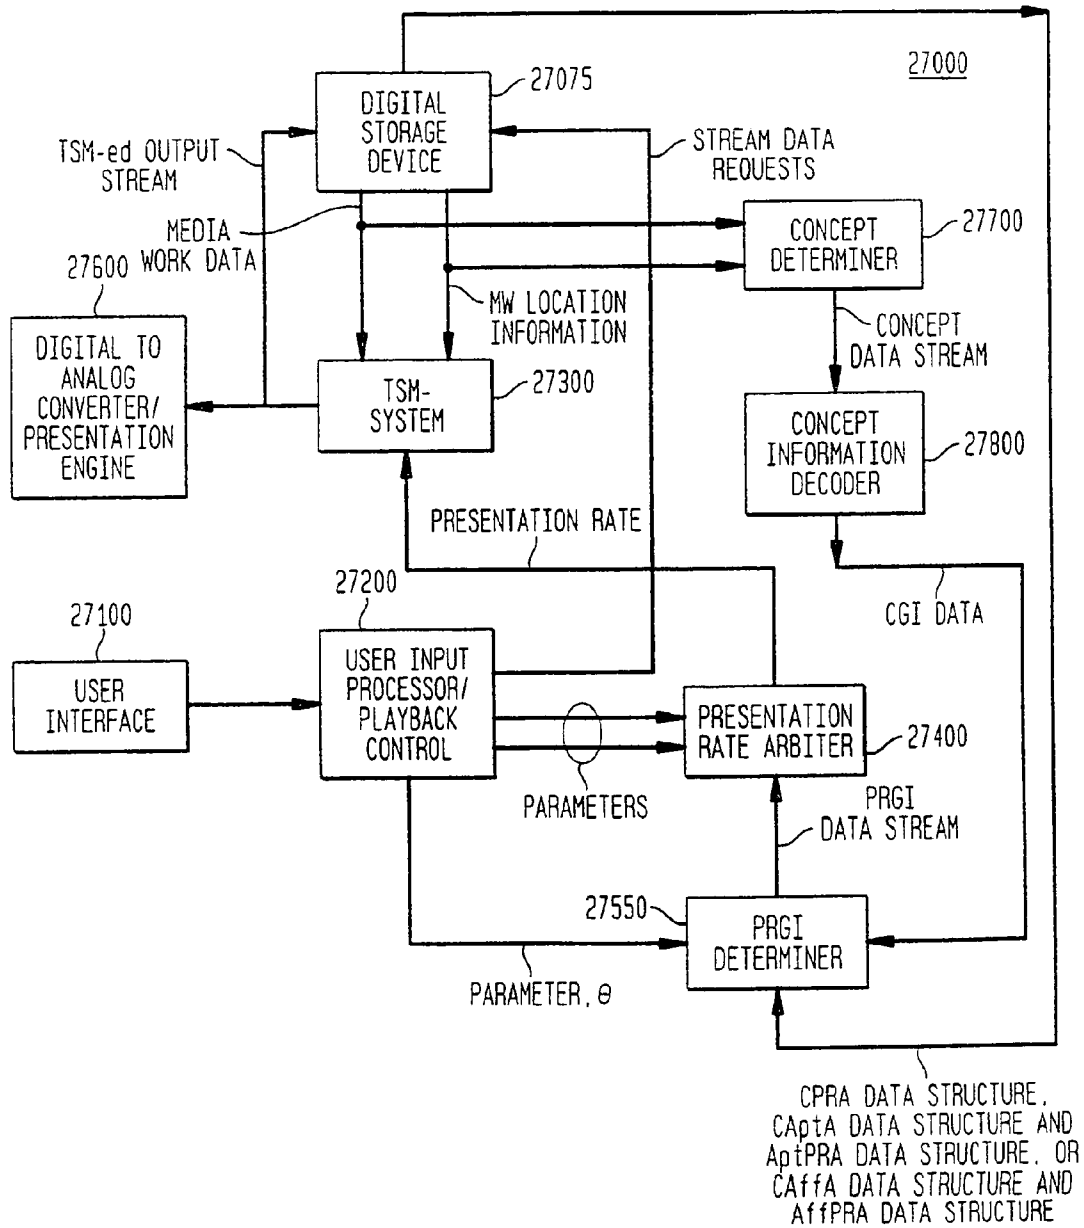 27000
27075
DIGITAL
STORAGE
DEVICE
TSM-ed OUTPUT
STREAM
STREAM DATA
REQUESTS
MEDIA
WORK DATA
27600
27700
CONCEPT
DETERMINER
MW LOCATION
INFORMATION
CONCEPT
DATA STREAM
DIGITAL TO
ANALOG
CONVERTER/
PRESENTATION
ENGINE
TSM-
SYSTEM
27300
CONCEPT
INFORMATION
DECODER
27800
PRESENTATION RATE
27200
CGI DATA
27100
USER
INTERFACE
USER INPUT
PROCESSOR/
PLAYBACK
CONTROL
PRESENTATION
RATE ARBITER
27400
PARAMETERS
PRGI
DATA STREAM
27550
PRGI
DETERMINER
PARAMETER, θ
CPRA DATA STRUCTURE,
CAptA DATA STRUCTURE AND
AptPRA DATA STRUCTURE, OR
CAffA DATA STRUCTURE AND
AffPRA DATA STRUCTURE